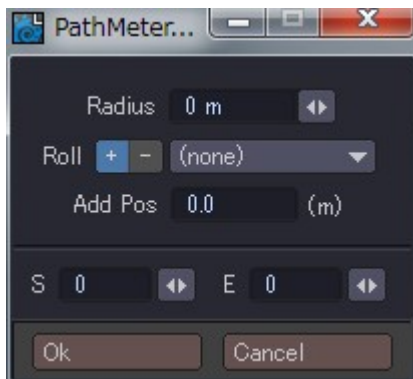 PathMeter...
Radius 0 m
Roll + - (none)
Add Pos 0.0 (m)
S 0 E 0
Ok Cancel